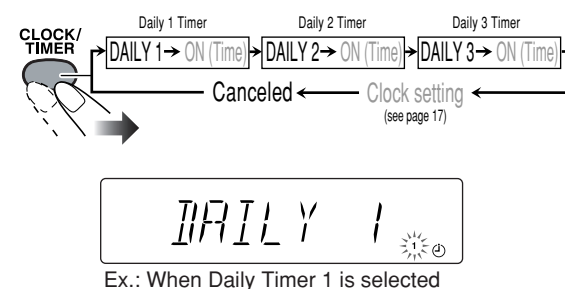 Daily 1 Timer Daily 2 Timer Daily 3 Timer
CLOCK/
TIMER
DAILY 1 ON (Time) DAILY 2 ON (Time) DAILY 3 ON (Time)
Canceled Clock setting
(see page 17)
DAILY 1
1
Ex.: When Daily Timer 1 is selected